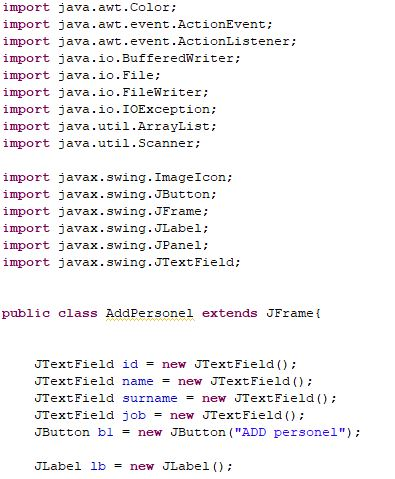 import java.awt.Color;
import java.awt.event.ActionEvent;
import java.awt.event.ActionListener;
import java.io.BufferedWriter;
import java.io.File;
import java.io.FileWriter;
import java.io.IOException;
import java.util.ArrayList;
import java.util.Scanner;

import javax.swing.ImageIcon;
import javax.swing.JButton;
import javax.swing.JFrame;
import javax.swing.JLabel;
import javax.swing.JPanel;
import javax.swing.JTextField;

public class AddPersonel extends JFrame{

    JTextField id = new JTextField();
    JTextField name = new JTextField();
    JTextField surname = new JTextField();
    JTextField job = new JTextField();
    JButton b1 = new JButton("ADD personel");

    JLabel lb = new JLabel();